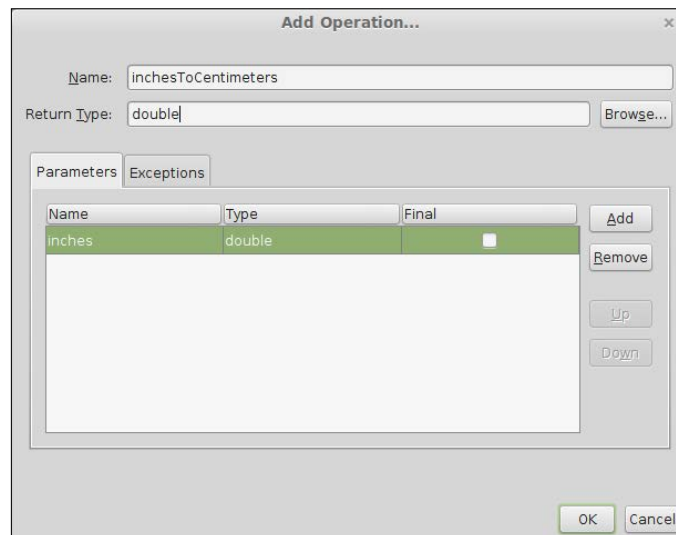 Add Operation...
×
Name: inchesToCentimeters
Return Type: double Browse...
Parameters Exceptions
Name Type Final Add
inches double
Remove
Up
Down
OK Cancel